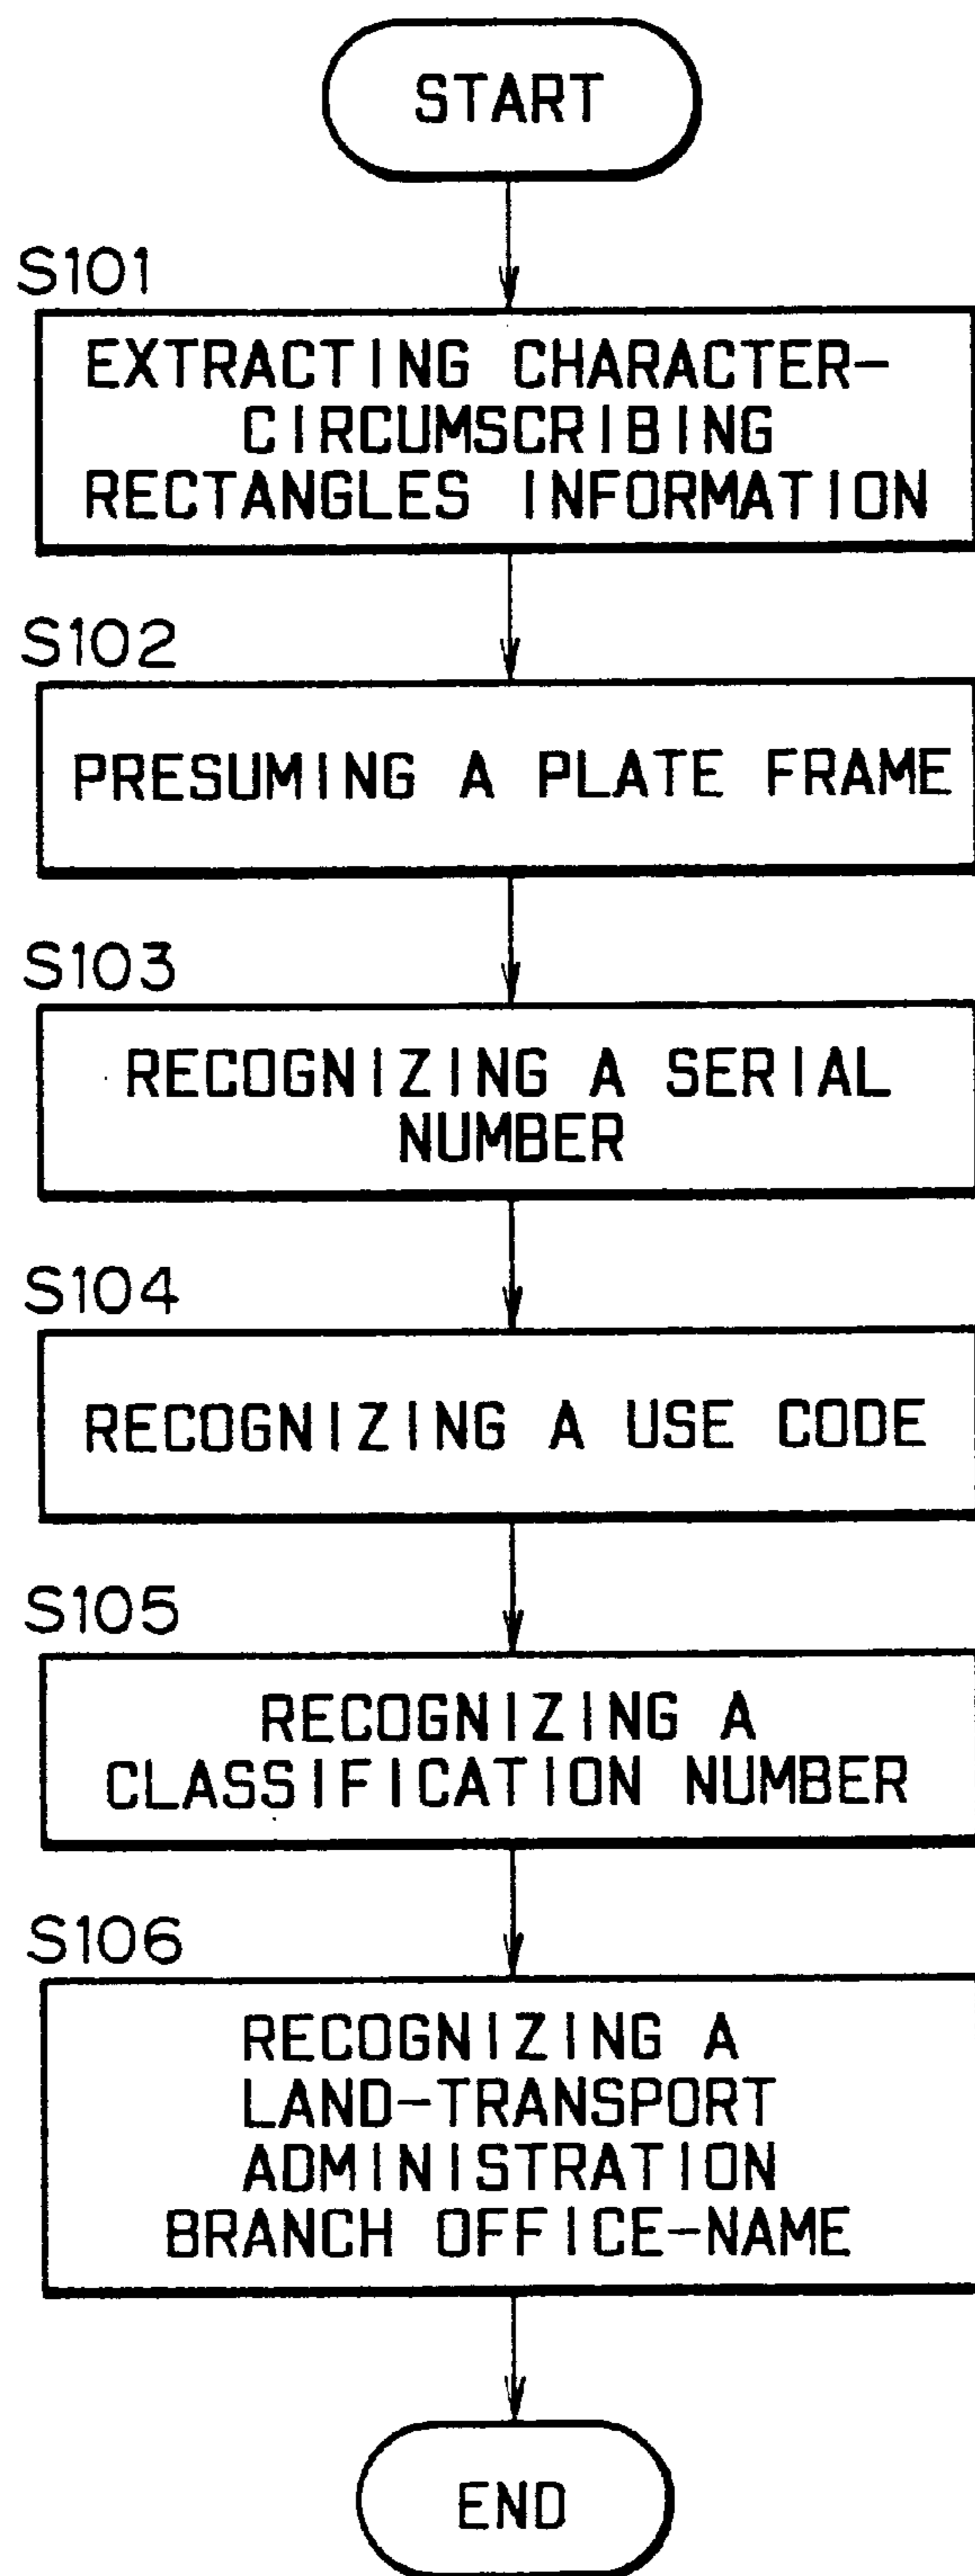 START
S101
EXTRACTING CHARACTER-
CIRCUMSCRIBING
RECTANGLES INFORMATION
S102
PRESUMING A PLATE FRAME
S103
RECOGNIZING A SERIAL
NUMBER
S104
RECOGNIZING A USE CODE
S105
RECOGNIZING A
CLASSIFICATION NUMBER
S106
RECOGNIZING A
LAND-TRANSPORT
ADMINISTRATION
BRANCH OFFICE-NAME
END